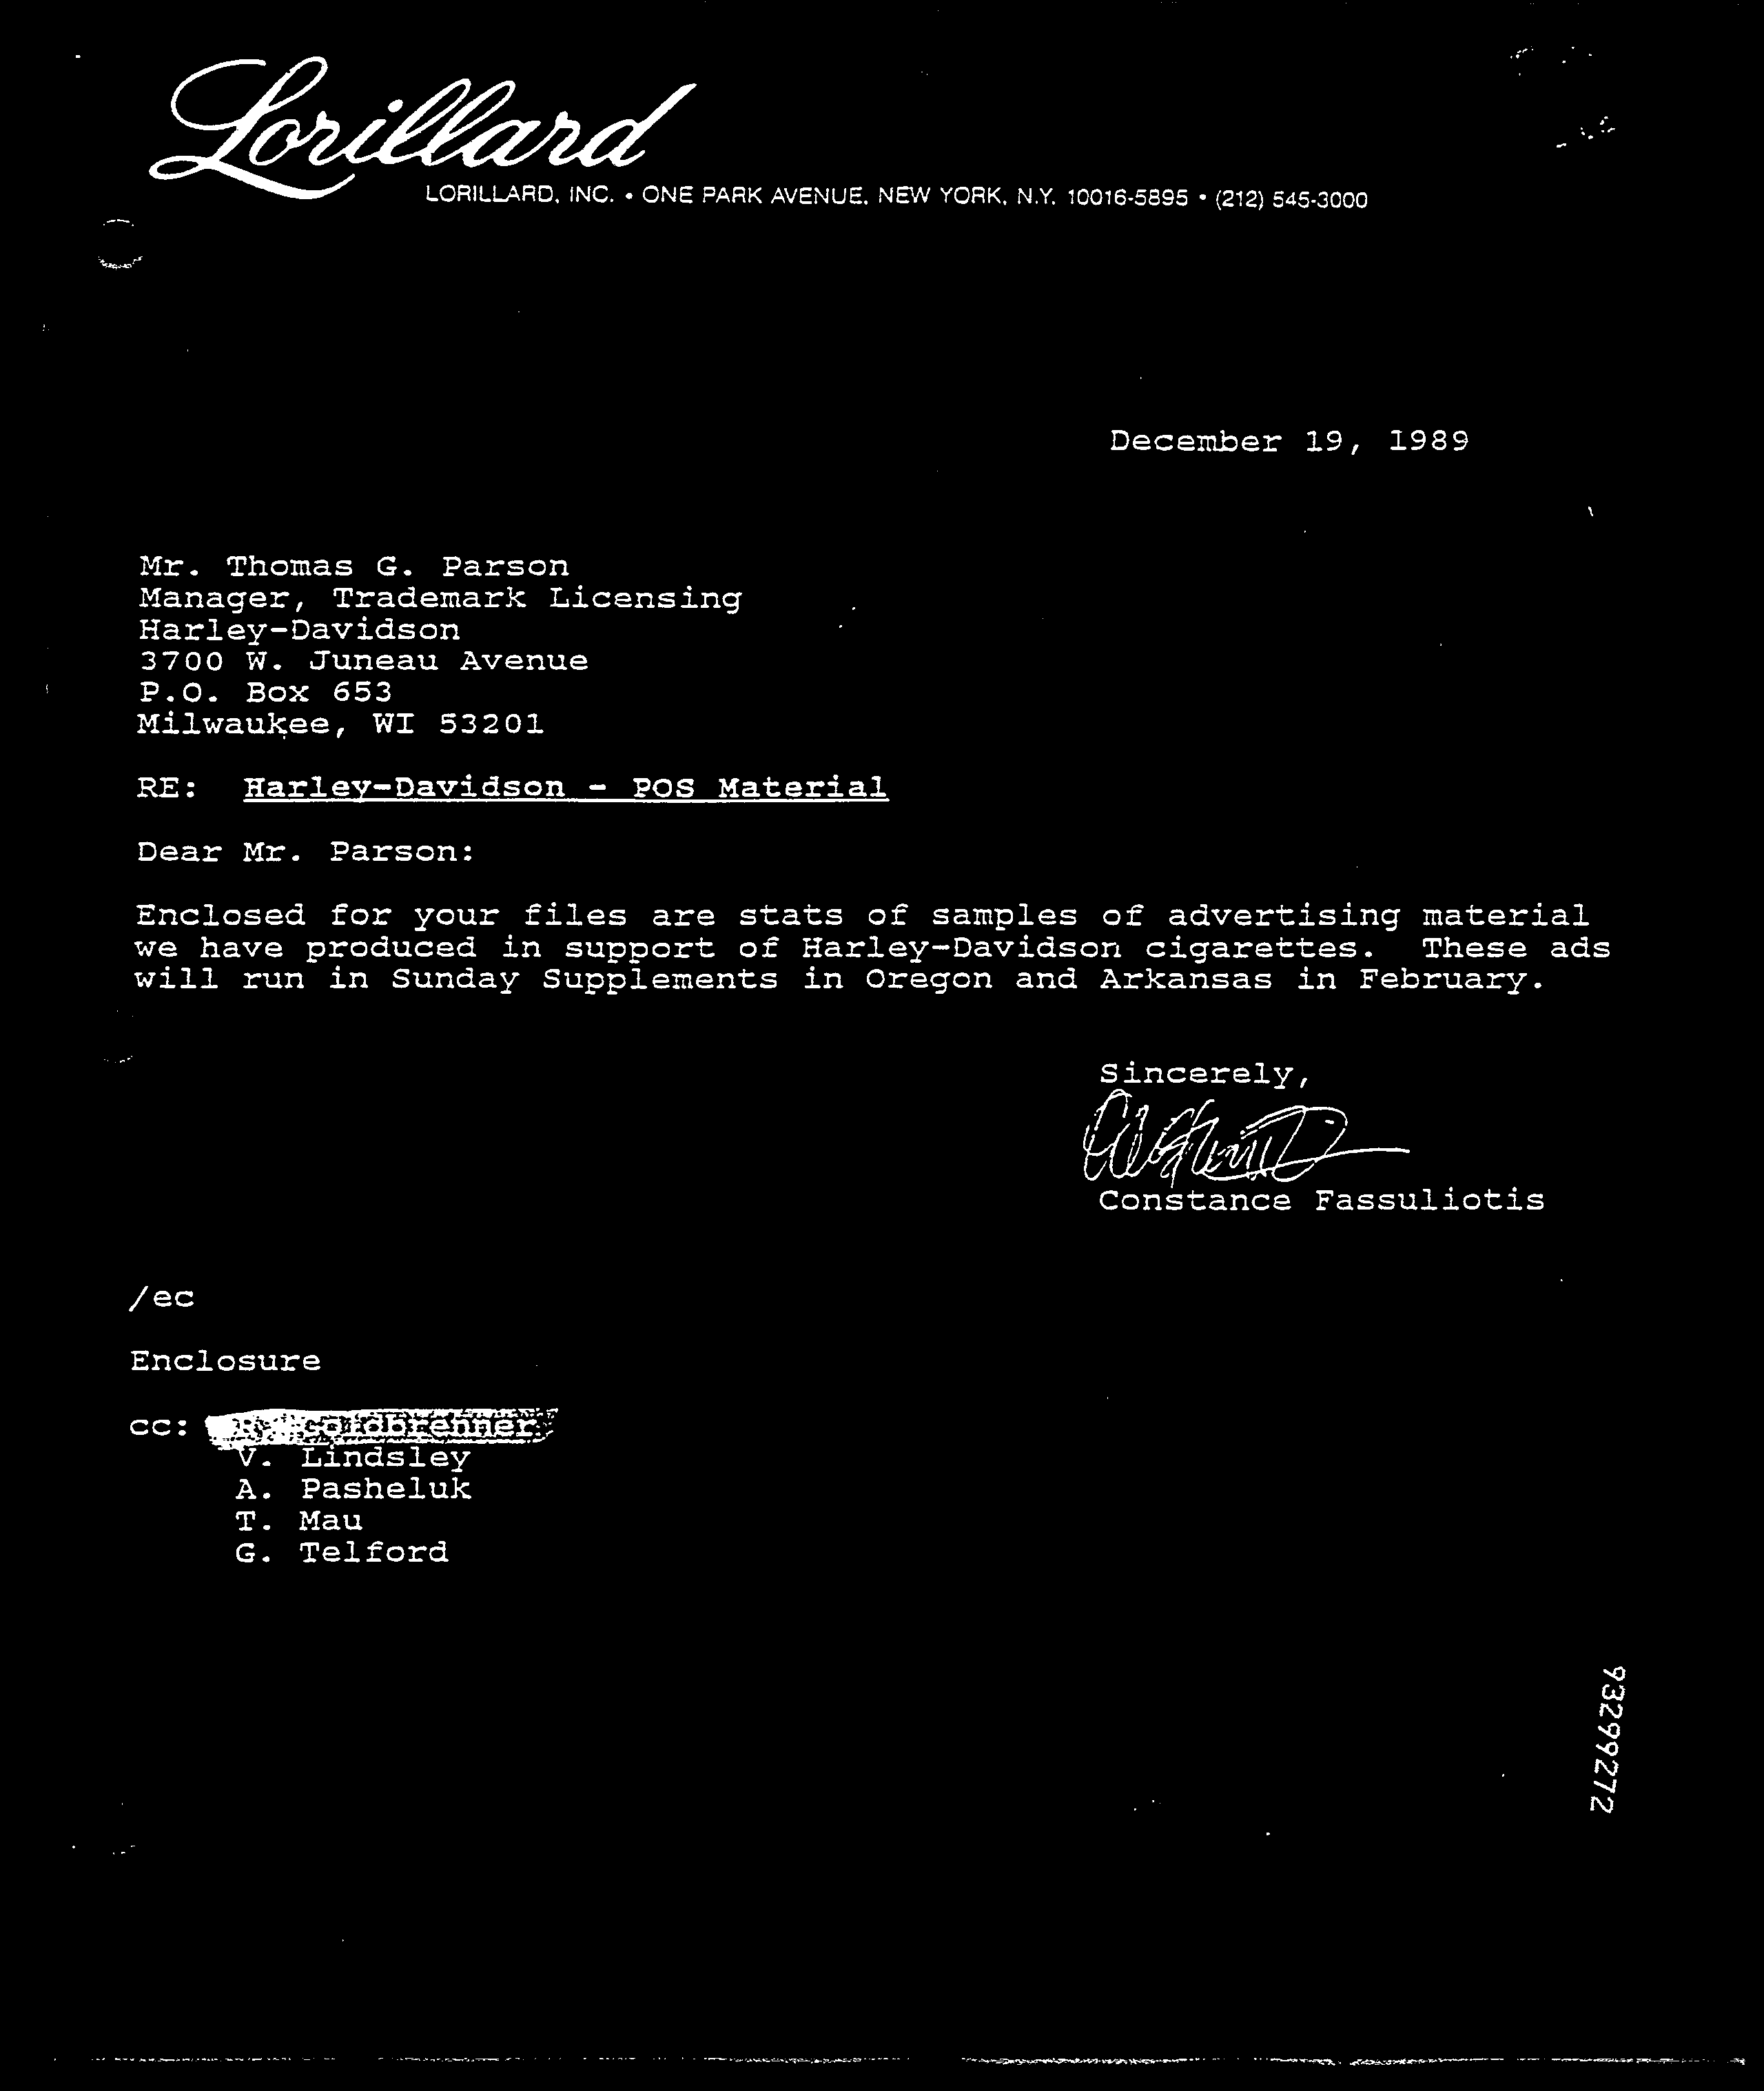 Lorillard
LORILLARD, INC. • ONE PARK AVENUE, NEW YORK, N.Y. 10016-5895 • (212) 545-3000
December 19, 1989
Mr. Thomas G. Parson
Manager, Trademark Licensing
Harley-Davidson
3700 W. Juneau Avenue
P.O. Box 653
Milwaukee, WI 53201
RE: Harley-Davidson - POS Material
Dear Mr. Parson:
Enclosed for your files are stats of samples of advertising material
we have produced in support of Harley-Davidson cigarettes. These ads
will run in Sunday Supplements in Oregon and Arkansas in February.
Sincerely,
Constance Fassuliotis
/ec
Enclosure
cc:
V. Lindsley
A. Pasheluk
T. Mau
G. Telford
93299272